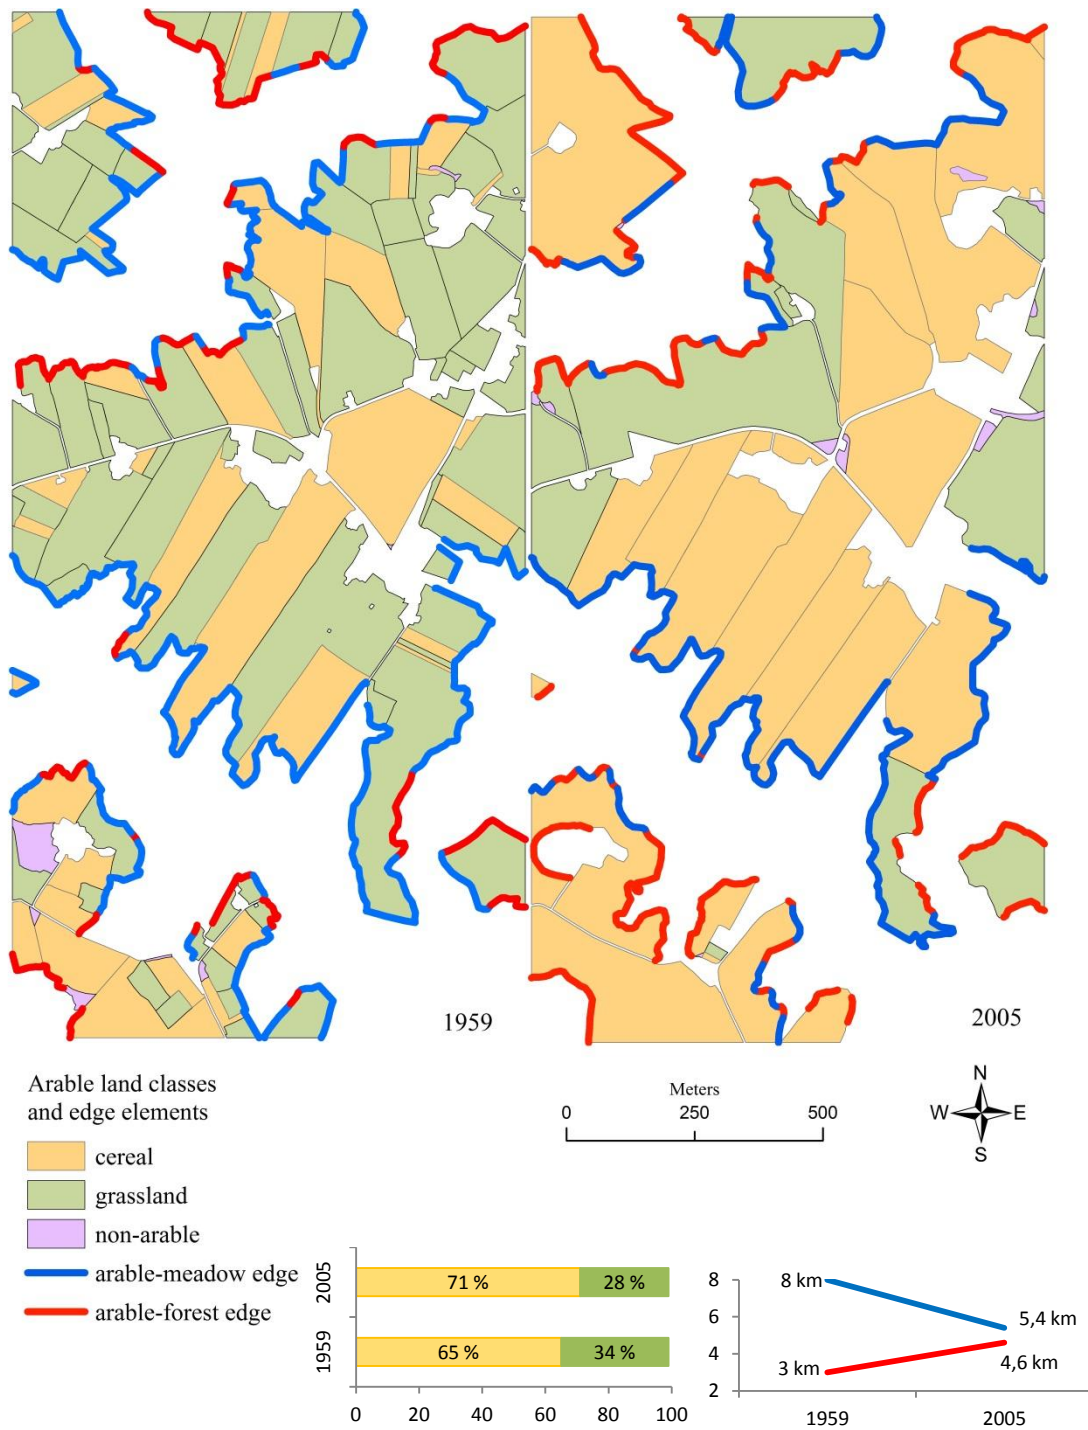 1959
2005
Arable land classes
and edge elements
cereal
grassland
non-arable
arable-meadow edge
arable-forest edge
Meters
0 250 500
N
W E
S
2005
71 % 28 %
1959
65 % 34 %
0 20 40 60 80 100
8
6
4
2
8 km
5,4 km
3 km
4,6 km
1959 2005